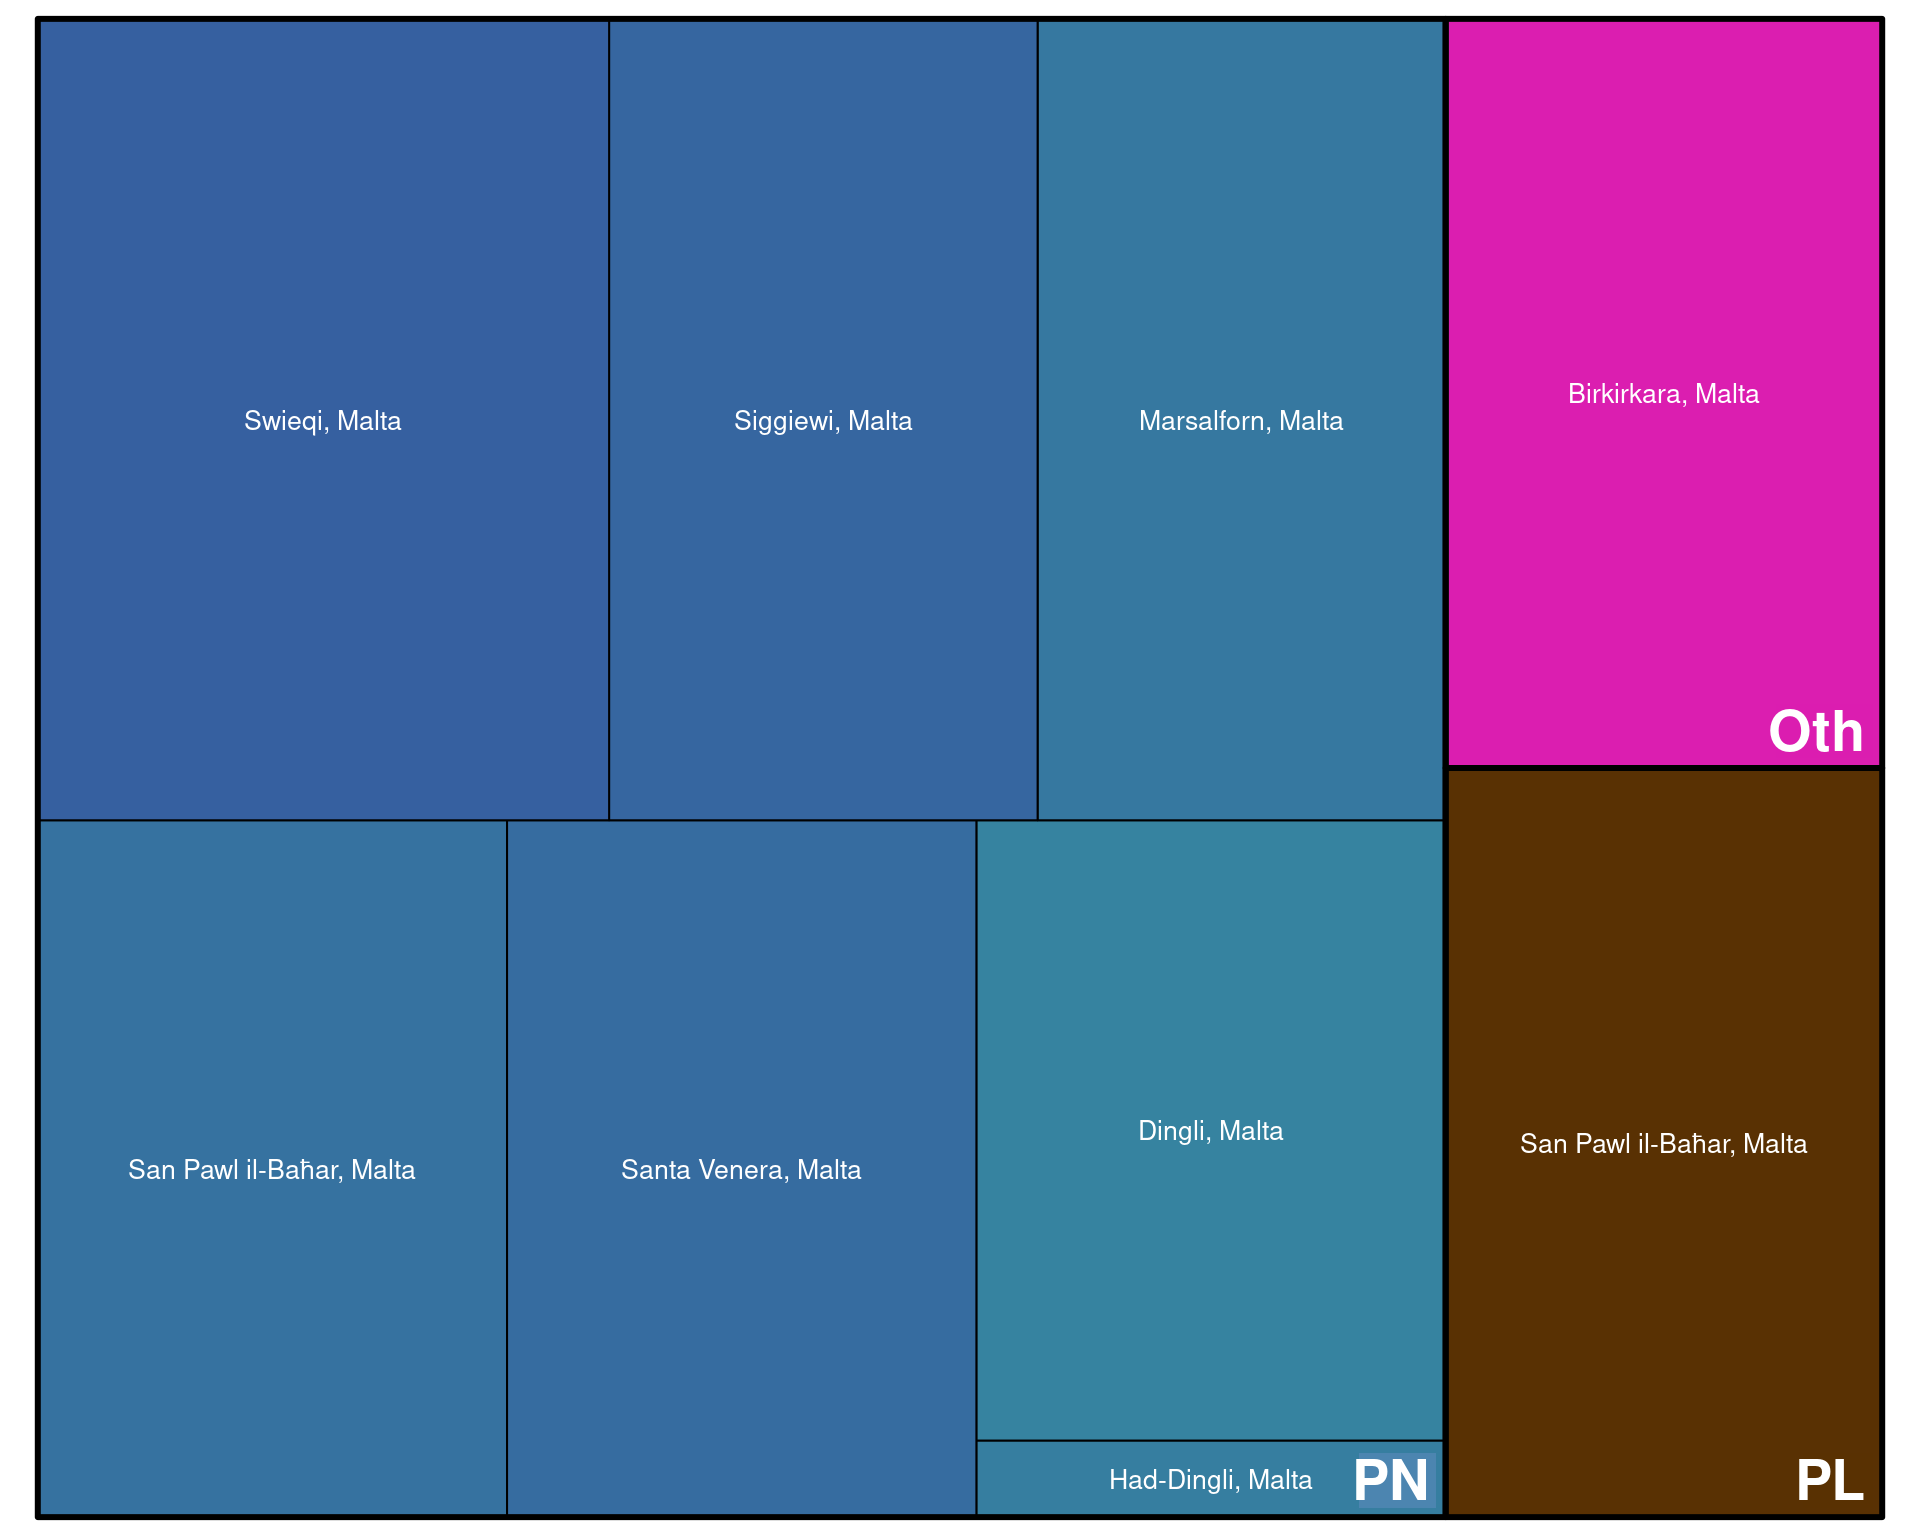 Swieqi, Malta
Siggiewi, Malta
Marsalforn, Malta
Birkirkara, Malta
Oth
San Pawl il-Baħar, Malta
Santa Venera, Malta
Dingli, Malta
Had-Dingli, Malta
PN
San Pawl il-Baħar, Malta
PL